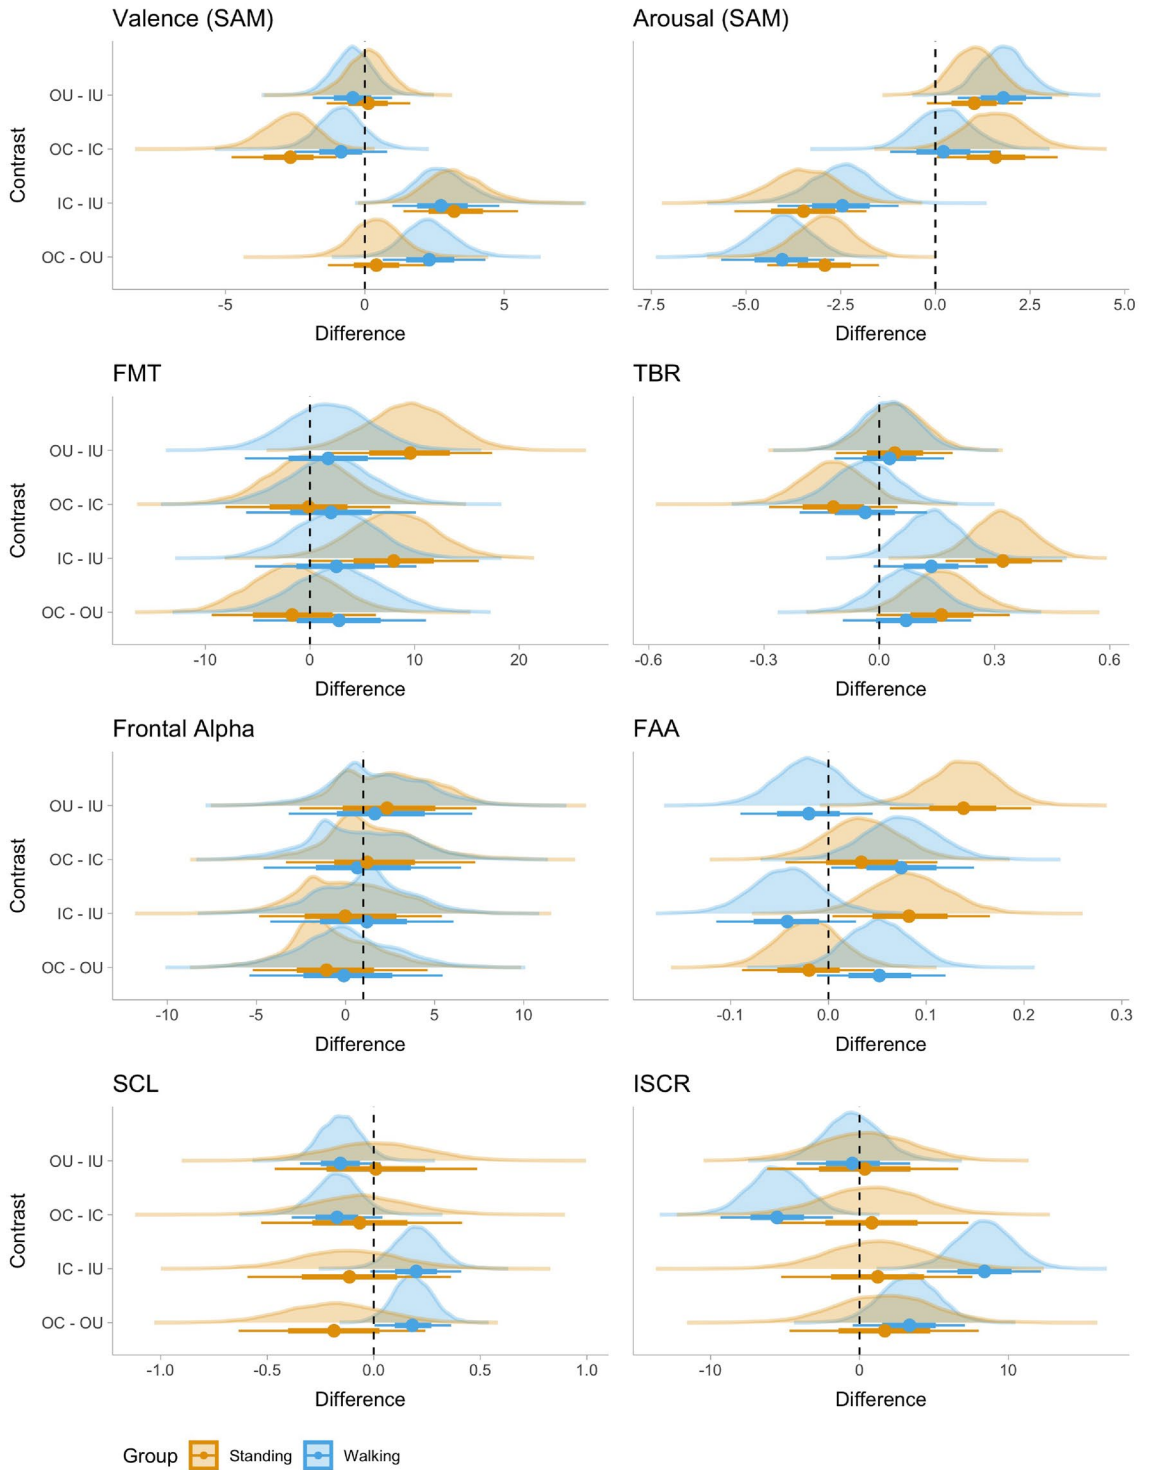 Valence (SAM)
Arousal (SAM)
Contrast
OU - IU
OC - IC
IC - IU
OC - OU
-5
0
5
-7.5
-5.0
-2.5
0.0
2.5
5.0
Difference
Difference
FMT
TBR
Contrast
OU - IU
OC - IC
IC - IU
OC - OU
-10
0
10
20
-0.6
-0.3
0.0
0.3
0.6
Difference
Difference
Frontal Alpha
FAA
Contrast
OU - IU
OC - IC
IC - IU
OC - OU
-10
-5
0
5
10
-0.1
0.0
0.1
0.2
0.3
Difference
Difference
SCL
ISCR
Contrast
OU - IU
OC - IC
IC - IU
OC - OU
-1.0
-0.5
0.0
0.5
1.0
-10
0
10
Difference
Difference
Group
Standing
Walking